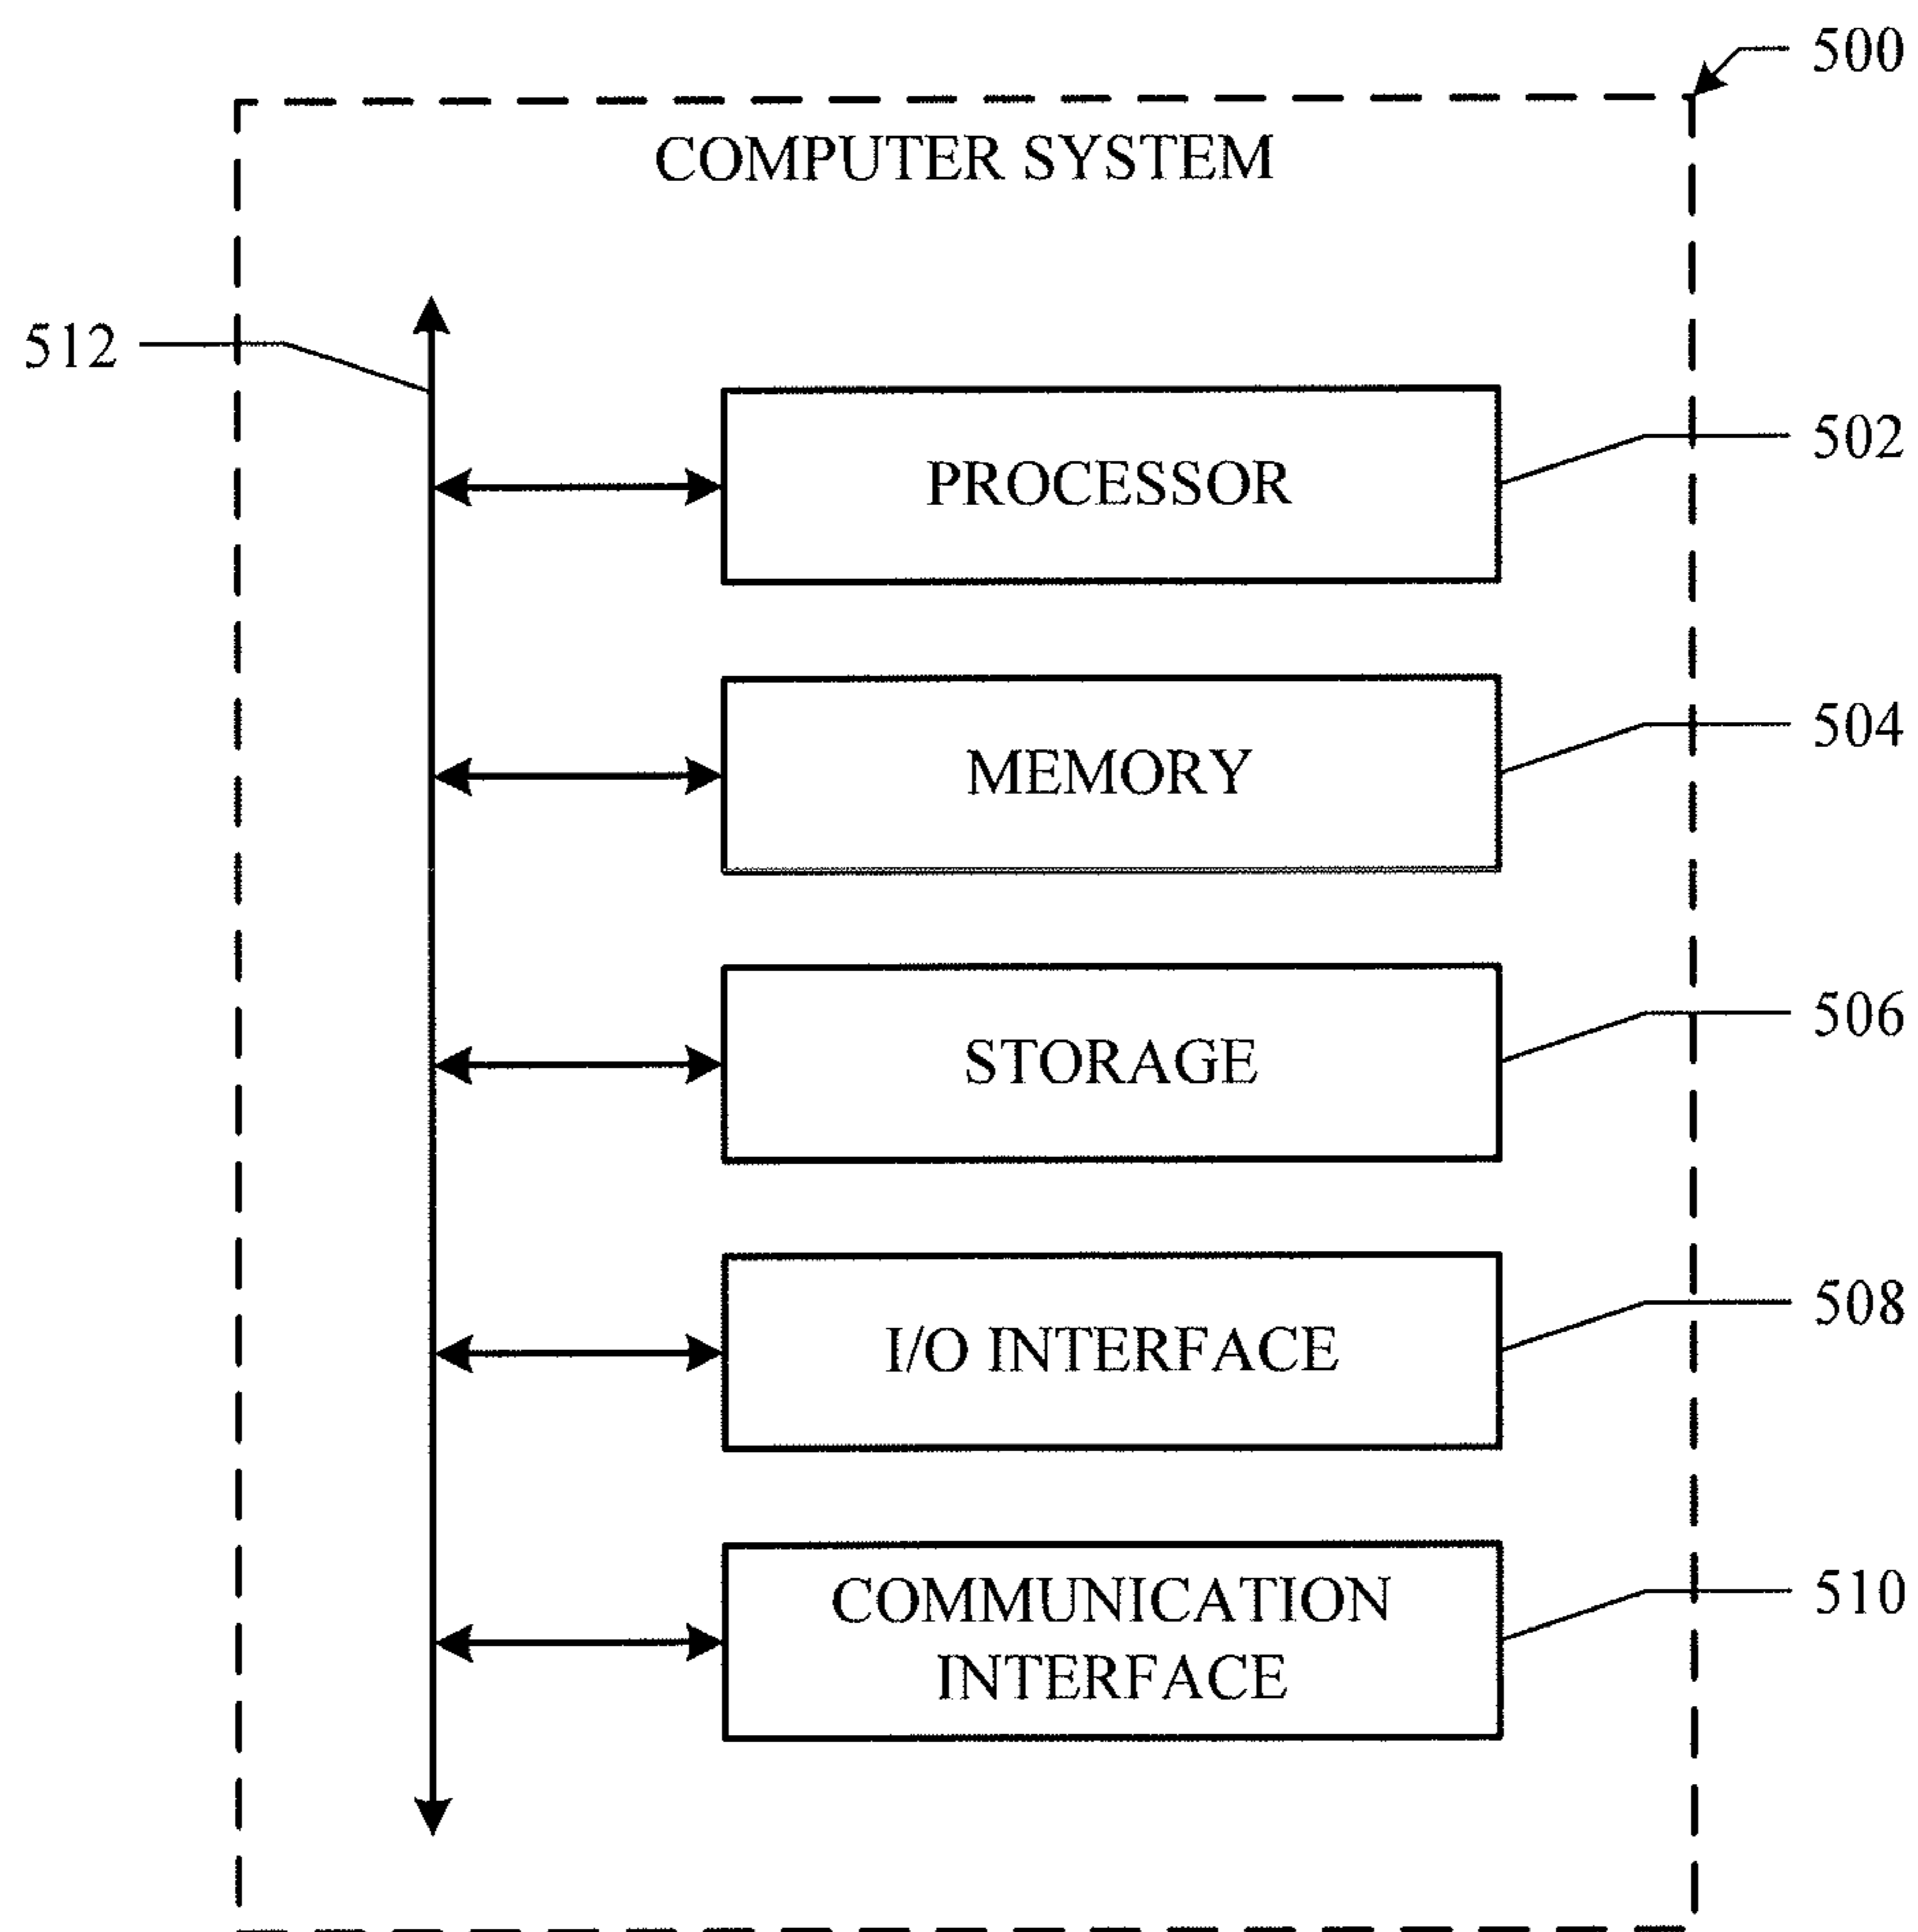 500
COMPUTER SYSTEM
512
PROCESSOR
502
MEMORY
504
STORAGE
506
I/O INTERFACE
508
COMMUNICATION
INTERFACE
510